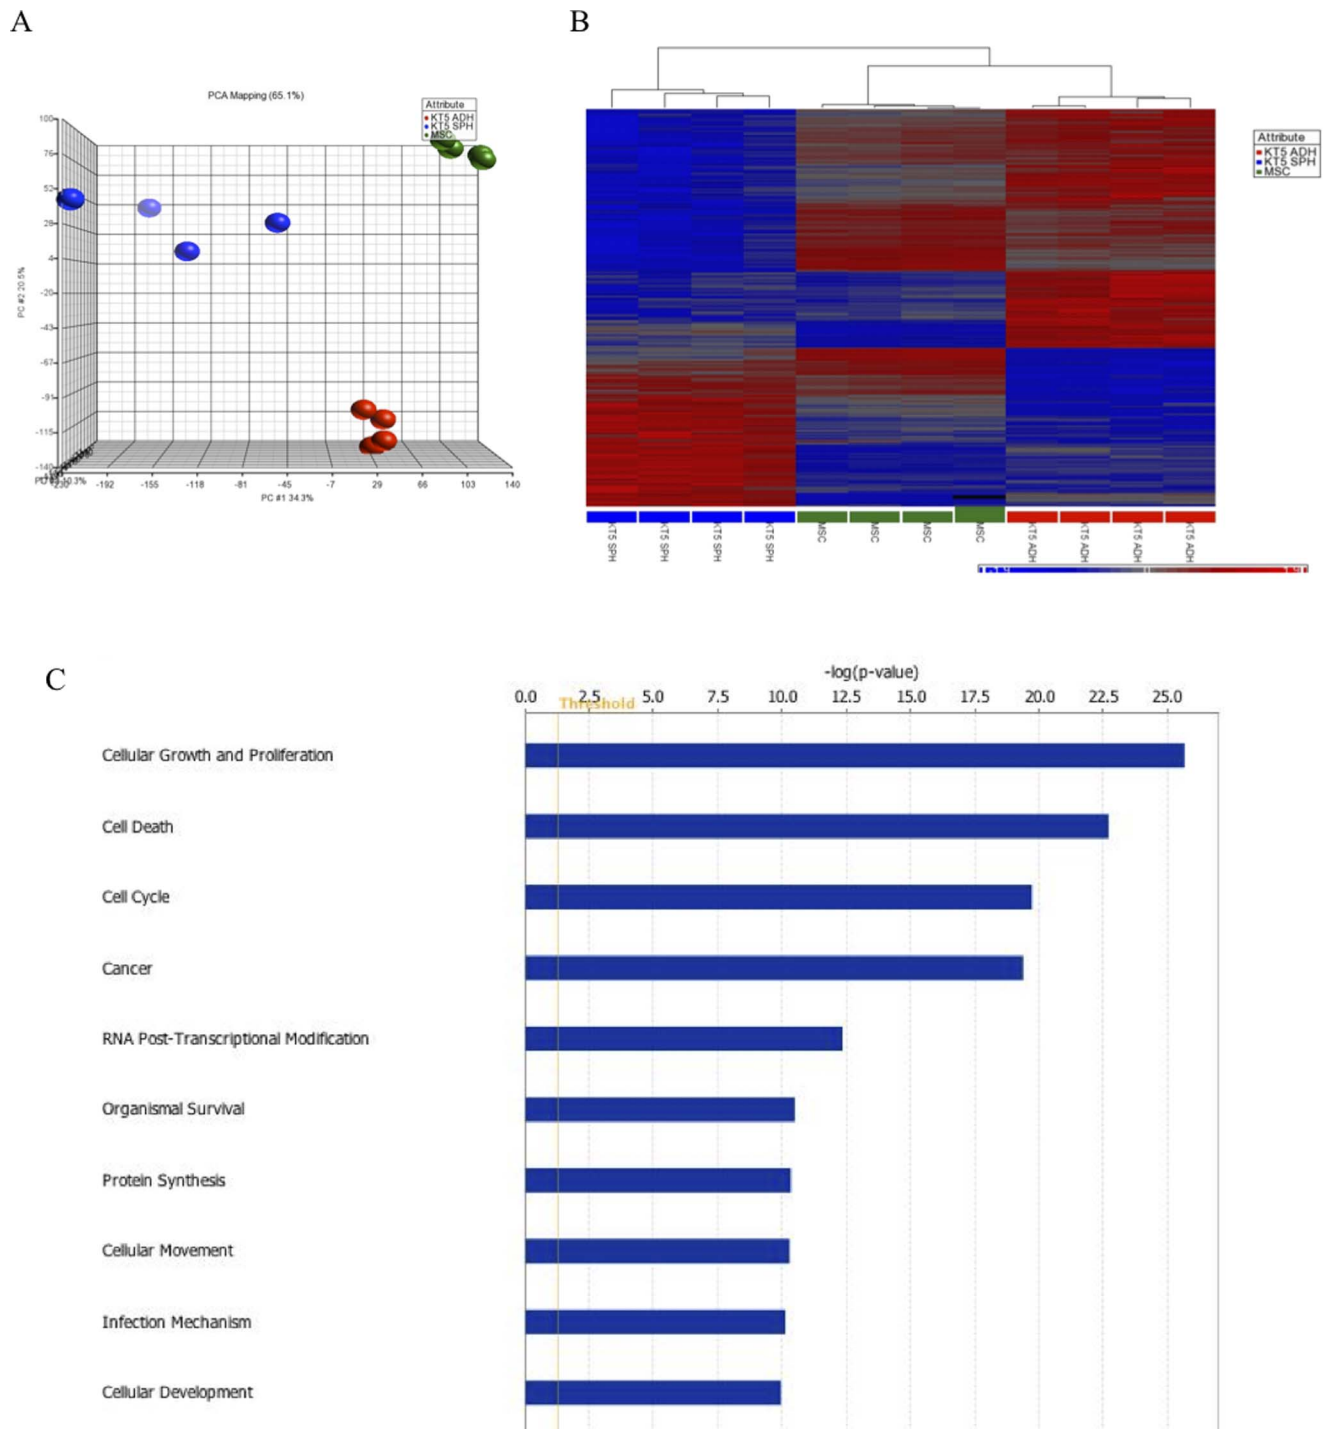 A
B
PCA Mapping (65.1%)
Attribute
KT5 ADH
KT5 SPH
MSC
100
76
52
28
4
-20
-43
-67
-91
-115
-140
PC #2 20.5%
-230 -192 -155 -118 -81 -45 -7 29 66 103 140
PC #1 34.3%
Attribute
KT5 ADH
KT5 SPH
MSC
KT5 SPH KT5 SPH KT5 SPH KT5 SPH MSC MSC MSC MSC KT5 ADH KT5 ADH KT5 ADH KT5 ADH
C
-log(p-value)
0.0 2.5 5.0 7.5 10.0 12.5 15.0 17.5 20.0 22.5 25.0
Threshold
Cellular Growth and Proliferation
Cell Death
Cell Cycle
Cancer
RNA Post-Transcriptional Modification
Organismal Survival
Protein Synthesis
Cellular Movement
Infection Mechanism
Cellular Development